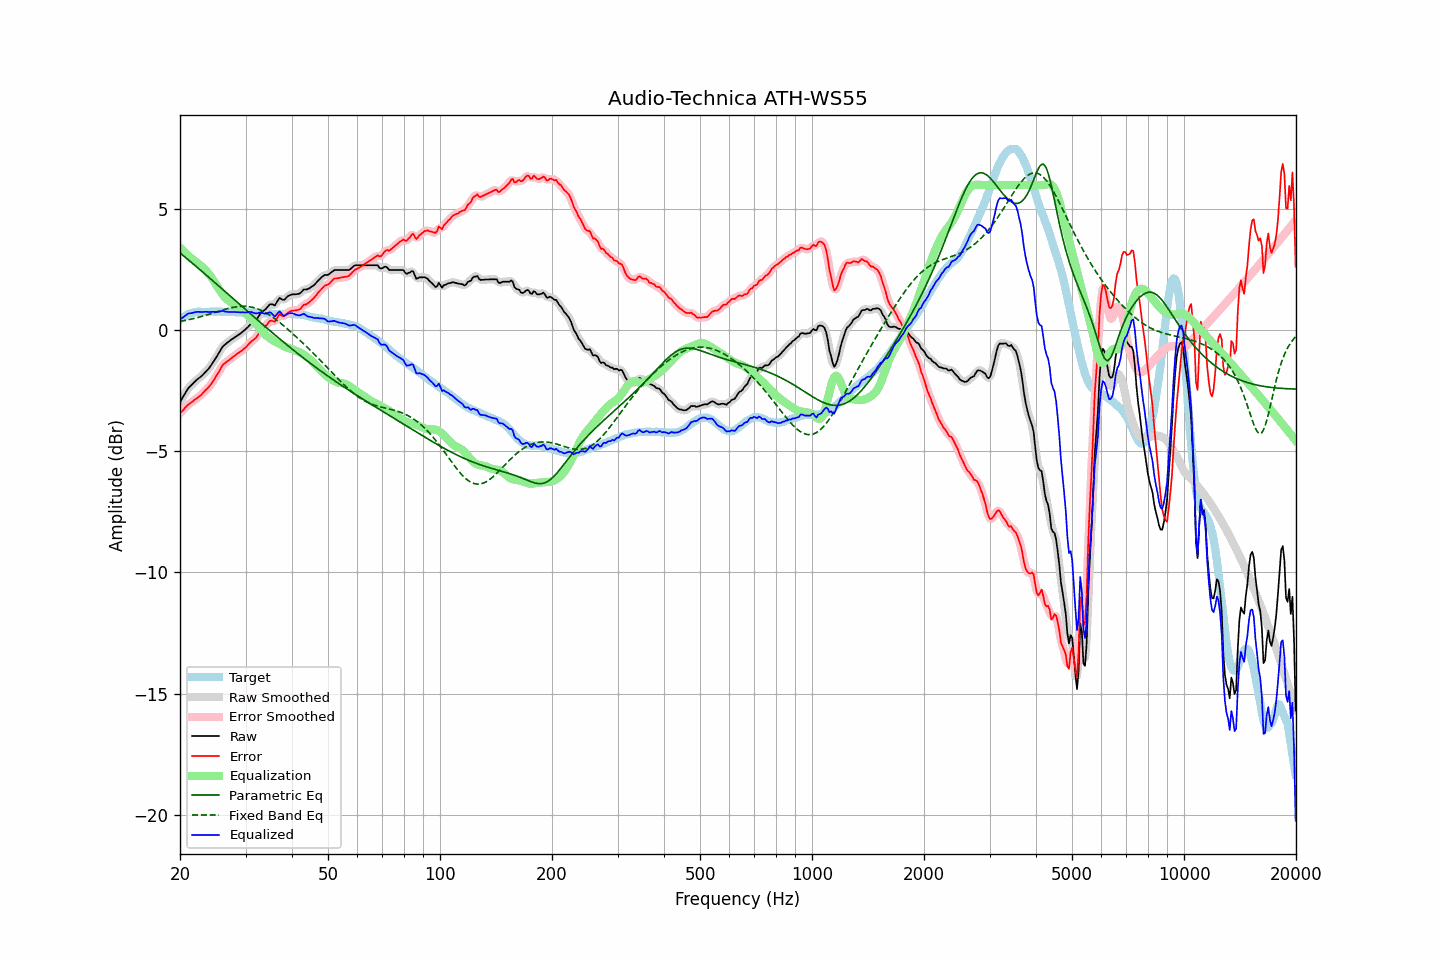 Audio-Technica ATH-WS55
Amplitude (dBr)
5
0
−5
−10
−15
−20
Target
Raw Smoothed
Error Smoothed
Raw
Error
Equalization
Parametric Eq
Fixed Band Eq
Equalized
20 50 100 200 500 1000 2000 5000 10000 20000
Frequency (Hz)